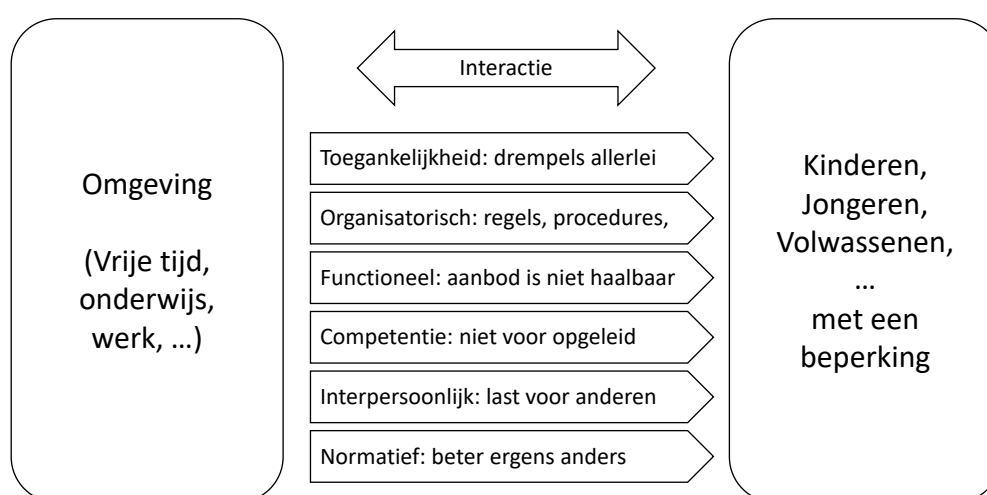 Omgeving
(Vrije tijd,
onderwijs,
werk, …)
Interactie
Toegankelijkheid: drempels allerlei
Organisatorisch: regels, procedures,
Functioneel: aanbod is niet haalbaar
Competentie: niet voor opgeleid
Interpersoonlijk: last voor anderen
Normatief: beter ergens anders
Kinderen,
Jongeren,
Volwassenen,
…
met een
beperking